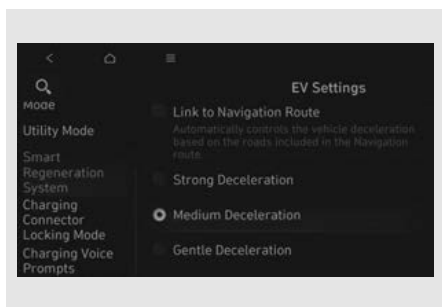 EV Settings
Mode
Utility Mode
Smart
Regeneration
System
Charging
Connector
Locking Mode
Charging Voice
Prompts
Link to Navigation Route
Automatically controls the vehicle deceleration
based on the roads included in the Navigation
route.
Strong Deceleration
Medium Deceleration
Gentle Deceleration